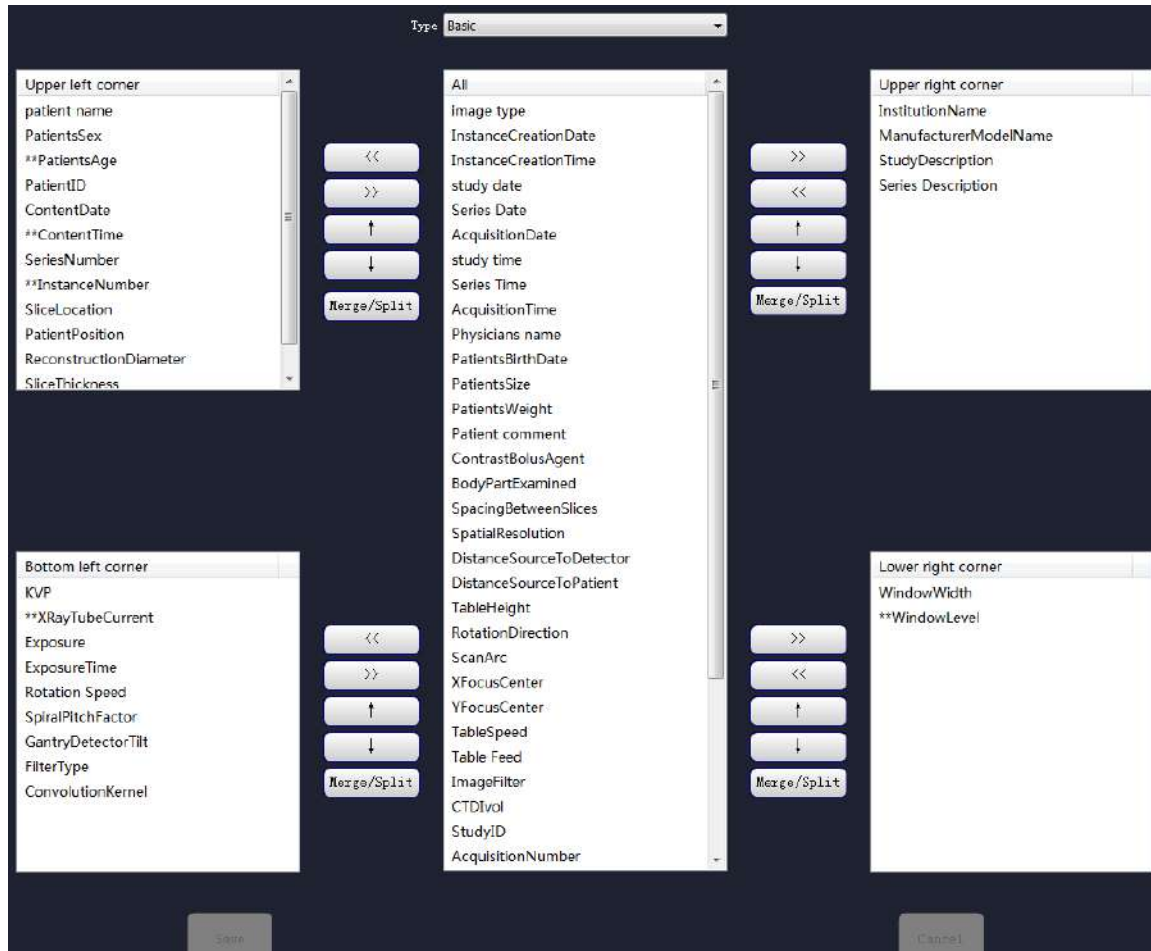 Type Basic
Upper left corner
patient name
PatientsSex
**PatientsAge
PatientID
ContentDate
**ContentTime
SeriesNumber
**InstanceNumber
SliceLocation
PatientPosition
ReconstructionDiameter
SliceThickness
<<
>>
↑
↓
Merge/Split
All
image type
InstanceCreationDate
InstanceCreationTime
study date
Series Date
AcquisitionDate
study time
Series Time
AcquisitionTime
Physicians name
PatientsBirthDate
PatientsSize
PatientsWeight
Patient comment
ContrastBolusAgent
BodyPartExamined
SpacingBetweenSlices
SpatialResolution
DistanceSourceToDetector
DistanceSourceToPatient
TableHeight
RotationDirection
ScanArc
XFocusCenter
YFocusCenter
TableSpeed
Table Feed
ImageFilter
CTDIvol
StudyID
AcquisitionNumber
>>
<<
↑
↓
Merge/Split
Upper right corner
InstitutionName
ManufacturerModelName
StudyDescription
Series Description
Bottom left corner
KVP
**XRayTubeCurrent
Exposure
ExposureTime
Rotation Speed
SpiralPitchFactor
GantryDetectorTilt
FilterType
ConvolutionKernel
<<
>>
↑
↓
Merge/Split
>>
<<
↑
↓
Merge/Split
Lower right corner
WindowWidth
**WindowLevel
Save
Cancel